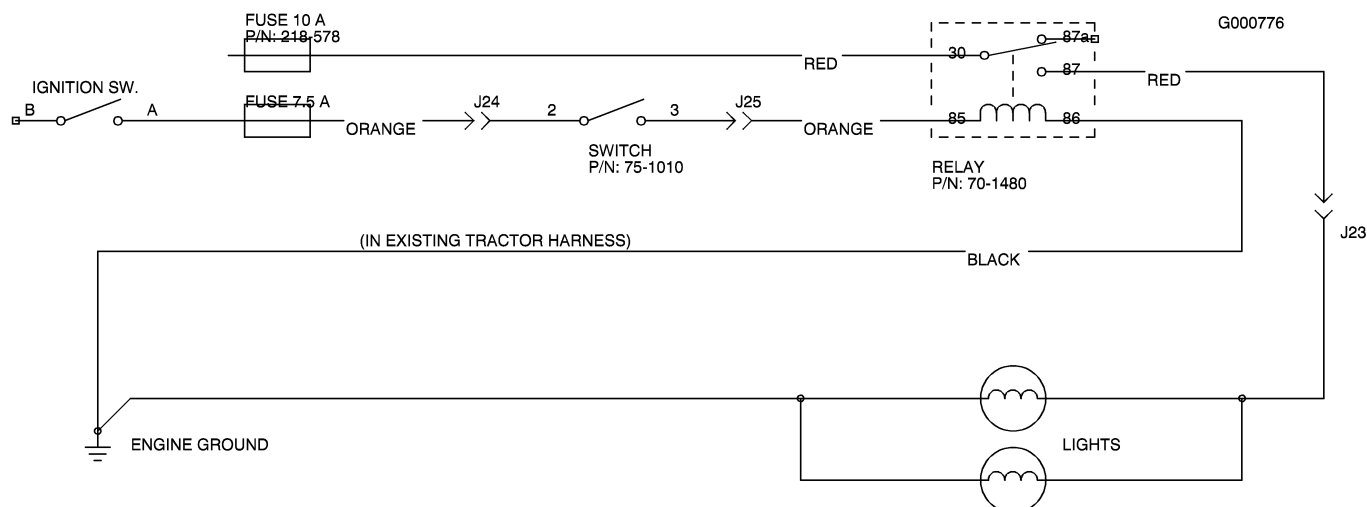 FUSE 10 A
P/N: 218-578
G000776
87a
30
RED
87
RED
IGNITION SW.
B
A
FUSE 7.5 A
ORANGE
J24
2
3
J25
ORANGE
85
86
SWITCH
P/N: 75-1010
RELAY
P/N: 70-1480
J23
(IN EXISTING TRACTOR HARNESS)
BLACK
ENGINE GROUND
LIGHTS